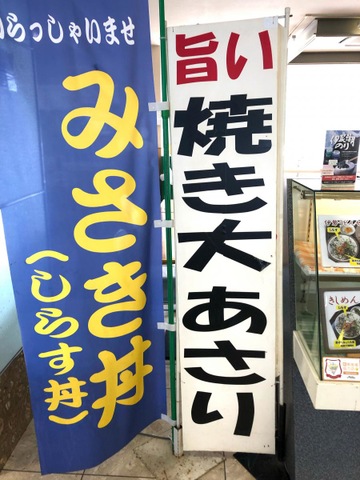 いらっしゃいませ
みさき丼
(しらす丼)
旨い
焼き大あさり
きしめん